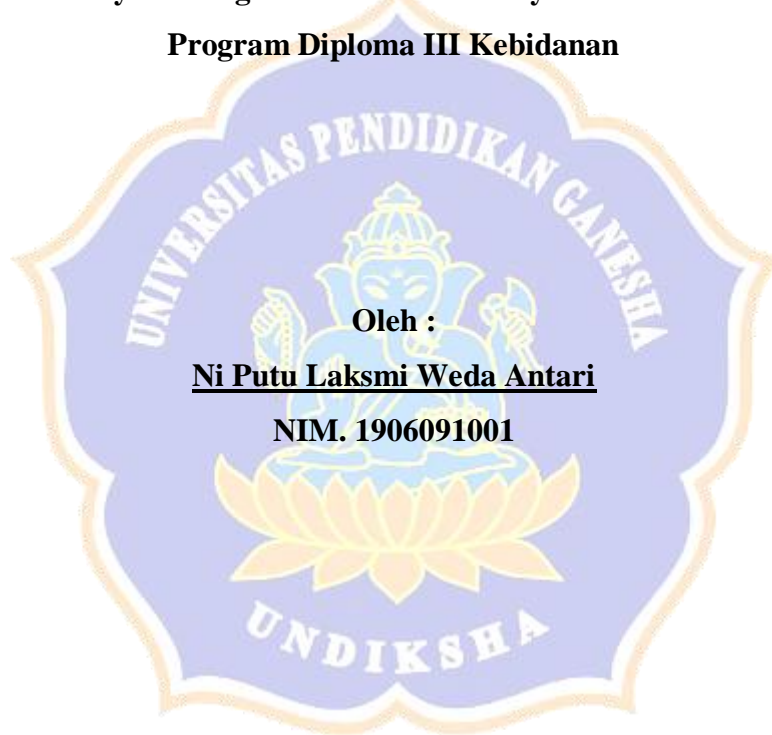 Program Diploma III Kebidanan
UNIVERSITAS PENDIDIKAN GANESHA
Oleh :
Ni Putu Laksmi Weda Antari
NIM. 1906091001
UNDIKSHA